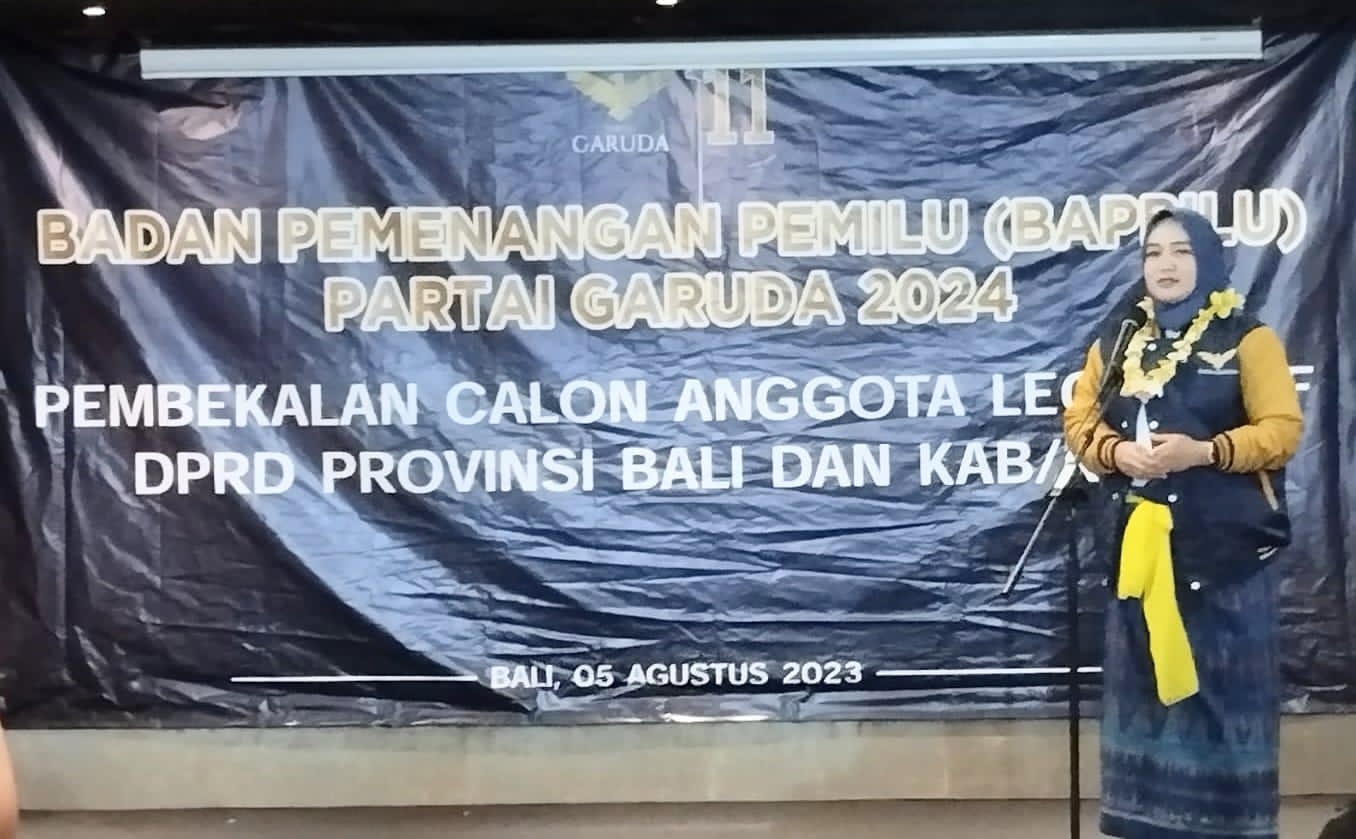 GARUDA 11
BADAN PEMENANGAN PEMILU (BAPPILU)
PARTAI GARUDA 2024
PEMBEKALAN CALON ANGGOTA
DPRD PROVINSI BALI DAN KAB/
BALI, 05 AGUSTUS 2023